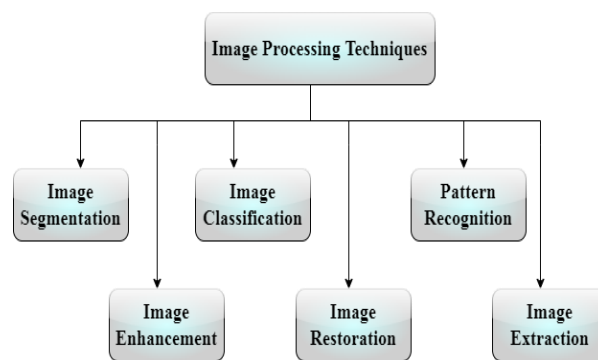 Image Processing Techniques
Image
Segmentation
Image
Classification
Pattern
Recognition
Image
Enhancement
Image
Restoration
Image
Extraction